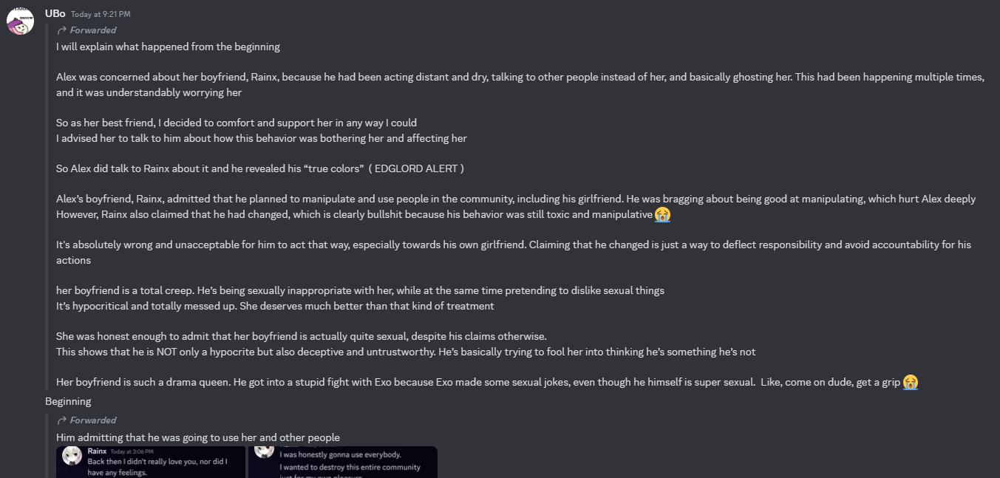 UBo Today at 9:21 PM
Forwarded
I will explain what happened from the beginning
Alex was concerned about her boyfriend, Rainx, because he had been acting distant and dry, talking to other people instead of her, and basically ghosting her. This had been happening multiple times,
and it was understandably worrying her
So as her best friend, I decided to comfort and support her in any way I could
I advised her to talk to him about how this behavior was bothering her and affecting her
So Alex did talk to Rainx about it and he revealed his “true colors” ( EDGLORD ALERT )
Alex’s boyfriend, Rainx, admitted that he planned to manipulate and use people in the community, including his girlfriend. He was bragging about being good at manipulating, which hurt Alex deeply
However, Rainx also claimed that he had changed, which is clearly bullshit because his behavior was still toxic and manipulative😭
It's absolutely wrong and unacceptable for him to act that way, especially towards his own girlfriend. Claiming that he changed is just a way to deflect responsibility and avoid accountability for his
actions
her boyfriend is a total creep. He’s being sexually inappropriate with her, while at the same time pretending to dislike sexual things
It’s hypocritical and totally messed up. She deserves much better than that kind of treatment
She was honest enough to admit that her boyfriend is actually quite sexual, despite his claims otherwise.
This shows that he is NOT only a hypocrite but also deceptive and untrustworthy. He’s basically trying to fool her into thinking he’s something he’s not
Her boyfriend is such a drama queen. He got into a stupid fight with Exo because Exo made some sexual jokes, even though he himself is super sexual. Like, come on dude, get a grip 😭
Beginning
Forwarded
Him admitting that he was going to use her and other people
Rainx Today at 3:06 PM
Back then I didn't really love you, nor did I
have any feelings.
I was honestly gonna use everybody.
I wanted to destroy this entire community
just for my own pleasure